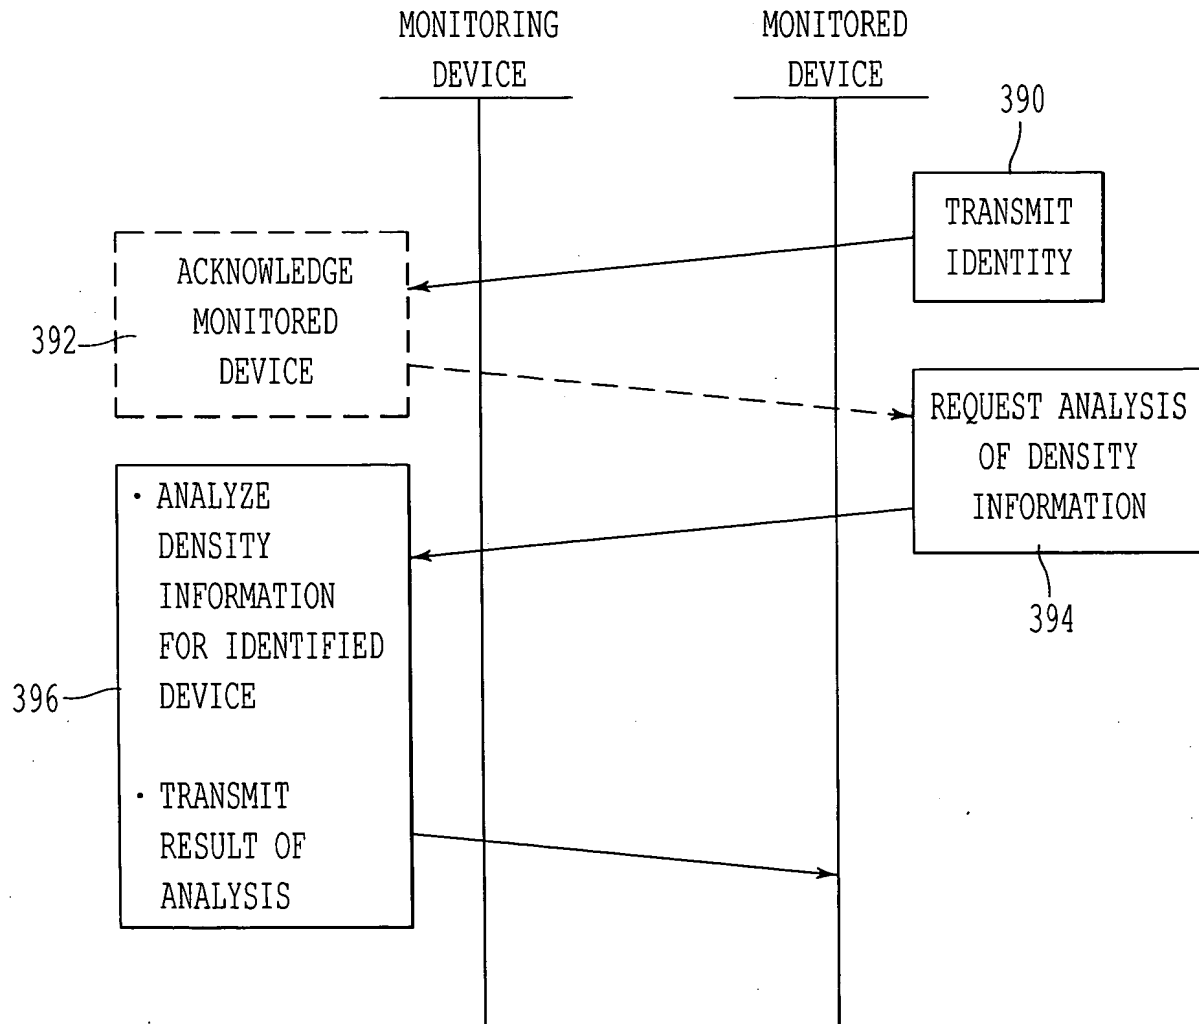 MONITORING
DEVICE
MONITORED
DEVICE
390
TRANSMIT
IDENTITY
ACKNOWLEDGE
MONITORED
DEVICE
392
REQUEST ANALYSIS
OF DENSITY
INFORMATION
394
· ANALYZE
DENSITY
INFORMATION
FOR IDENTIFIED
DEVICE
396
· TRANSMIT
RESULT OF
ANALYSIS